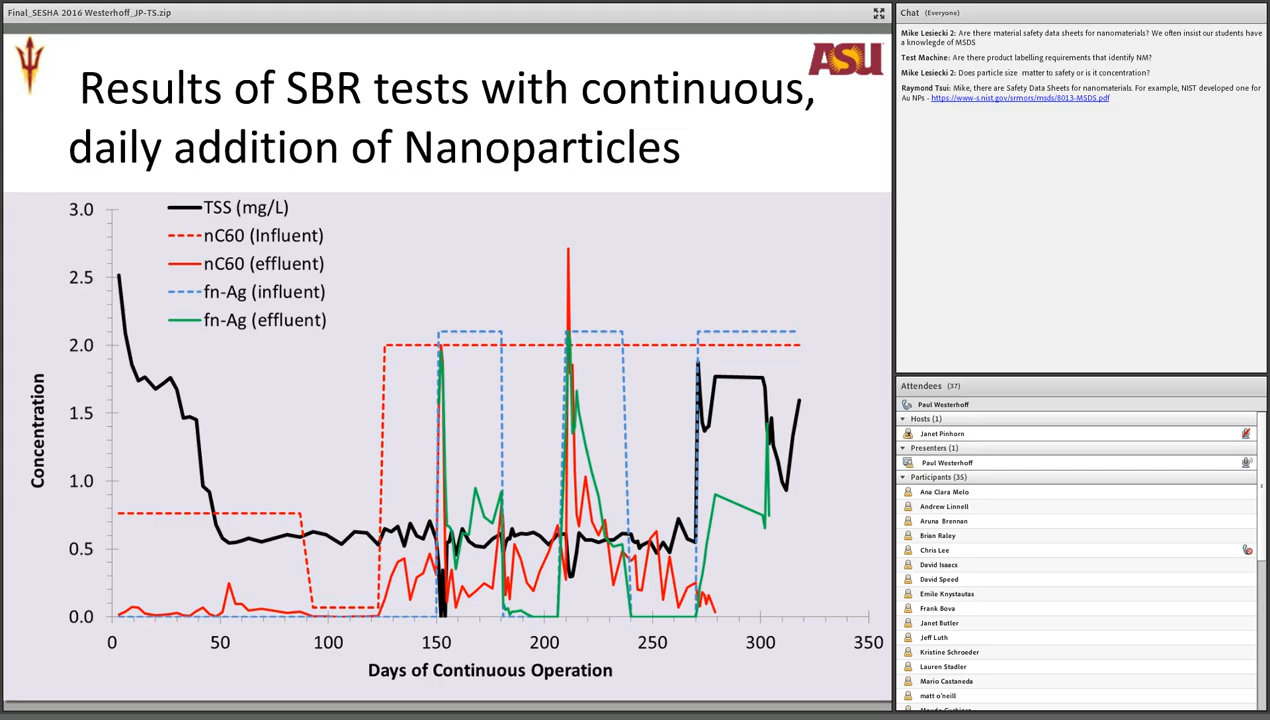 Final_SESHA 2016 Westerhoff_JP-TS.zip
ASU
Results of SBR tests with continuous,
daily addition of Nanoparticles
TSS (mg/L)
nC60 (Influent)
nC60 (effluent)
fn-Ag (influent)
fn-Ag (effluent)
3.0
2.5
2.0
1.5
1.0
0.5
0.0
Concentration
0 50 100 150 200 250 300 350
Days of Continuous Operation
Chat (Everyone)
Mike Lesiecki 2: Are there material safety data sheets for nanomaterials? We often insist our students have
a knowlegde of MSDS
Test Machine: Are there product labelling requirements that identify NM?
Mike Lesiecki 2: Does particle size matter to safety or is it concentration?
Raymond Tsui: Mike, there are Safety Data Sheets for nanomaterials. For example, NIST developed one for
Au NPs - https://www-s.nist.gov/srmors/msds/8013-MSDS.pdf
Attendees (37)
Paul Westerhoff
Hosts (1)
Janet Pinhorn
Presenters (1)
Paul Westerhoff
Participants (35)
Ana Clara Melo
Andrew Linnell
Aruna Brennan
Brian Raley
Chris Lee
David Isaacs
David Speed
Emile Knystautas
Frank Bova
Janet Butler
Jeff Luth
Kristine Schroeder
Lauren Stadler
Mario Castaneda
matt o'neill